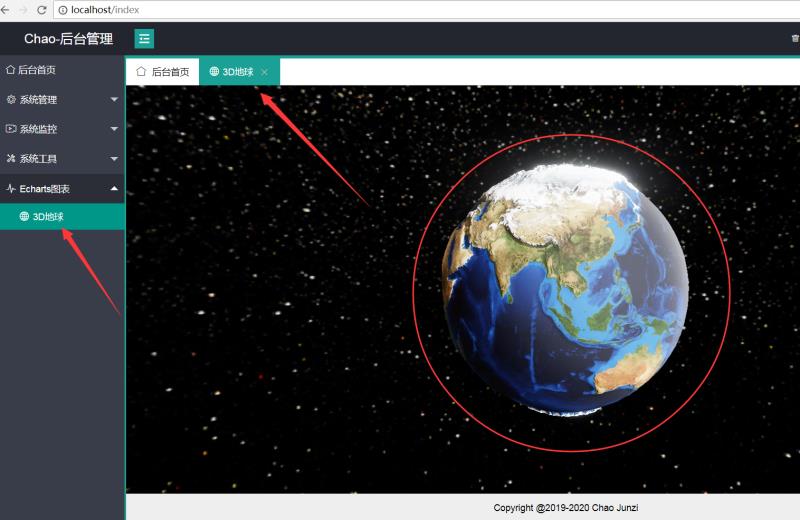 localhost/index
Chao-后台管理
后台首页
系统管理
系统监控
系统工具
Echarts图表
3D地球
后台首页
3D地球
Copyright @2019-2020 Chao Junzi